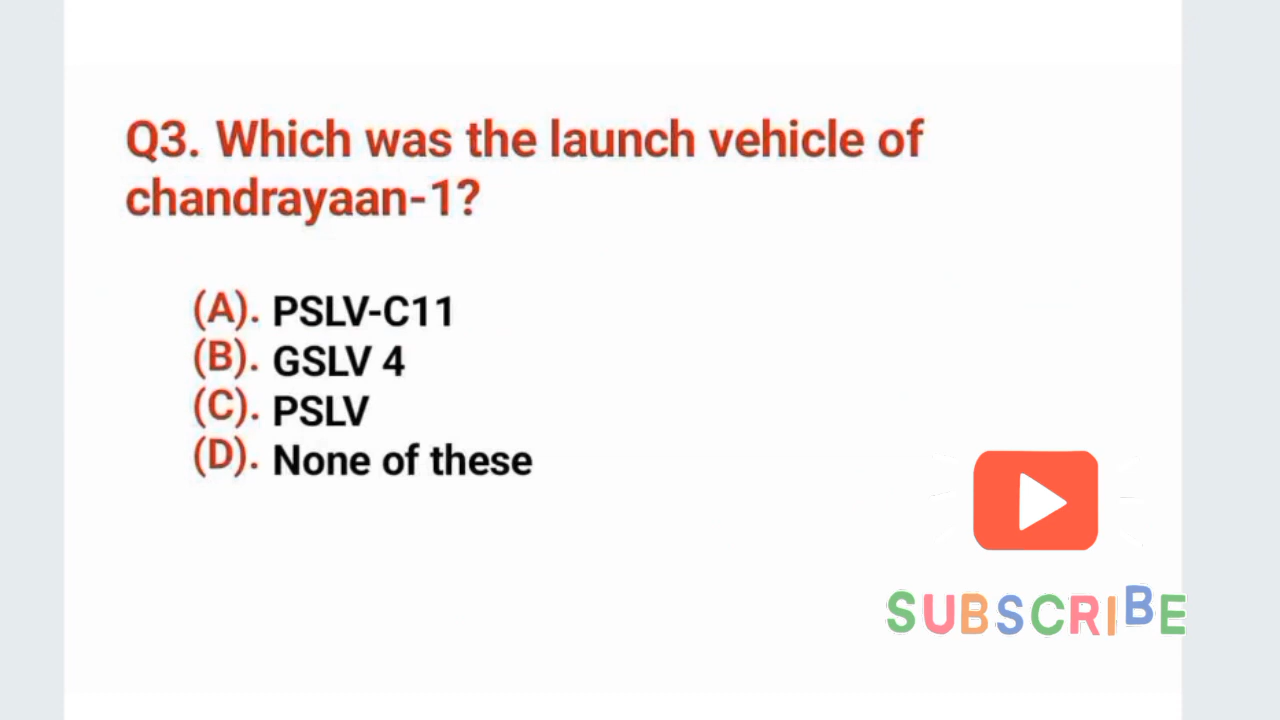 Q3. Which was the launch vehicle of
chandrayaan-1?
(A). PSLV-C11
(B). GSLV 4
(C). PSLV
(D). None of these
SUBSCRIBE